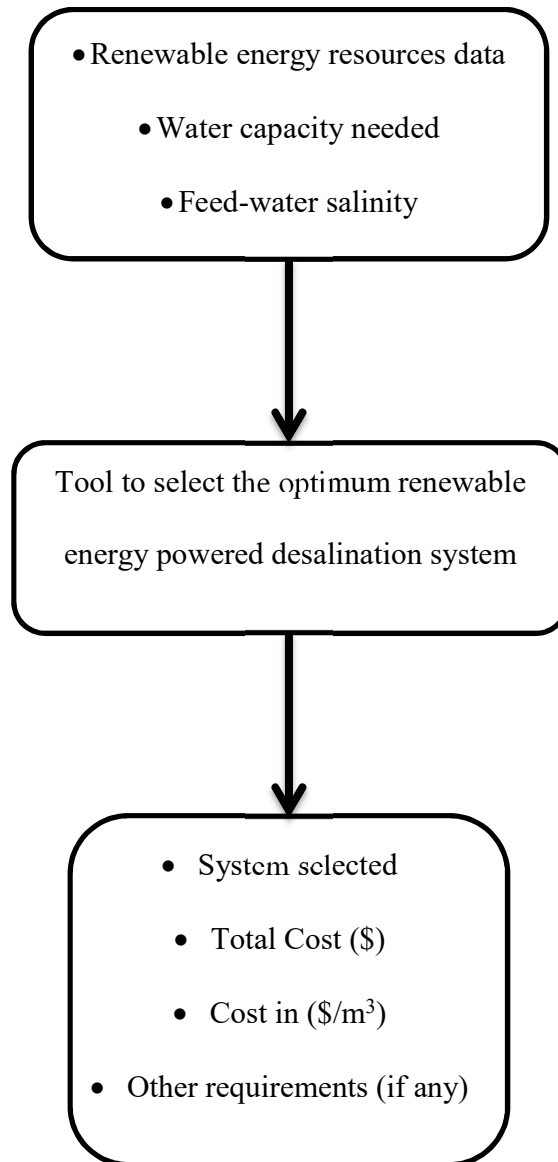 • Renewable energy resources data
• Water capacity needed
• Feed-water salinity
Tool to select the optimum renewable
energy powered desalination system
• System selected
• Total Cost ($)
• Cost in ($/m³)
• Other requirements (if any)